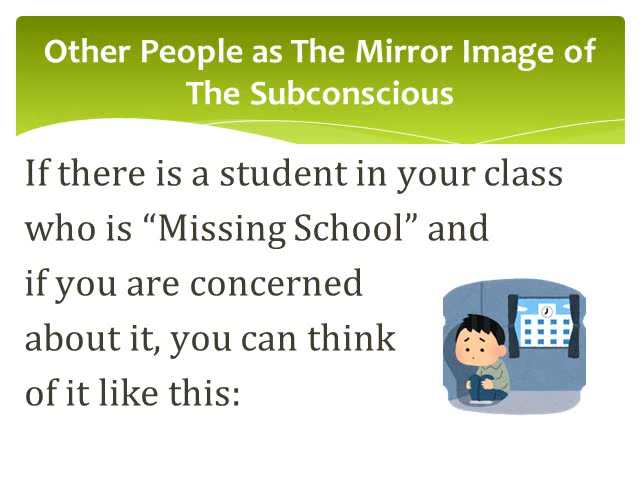 Other People as The Mirror Image of
The Subconscious
If there is a student in your class
who is “Missing School” and
if you are concerned
about it, you can think
of it like this: